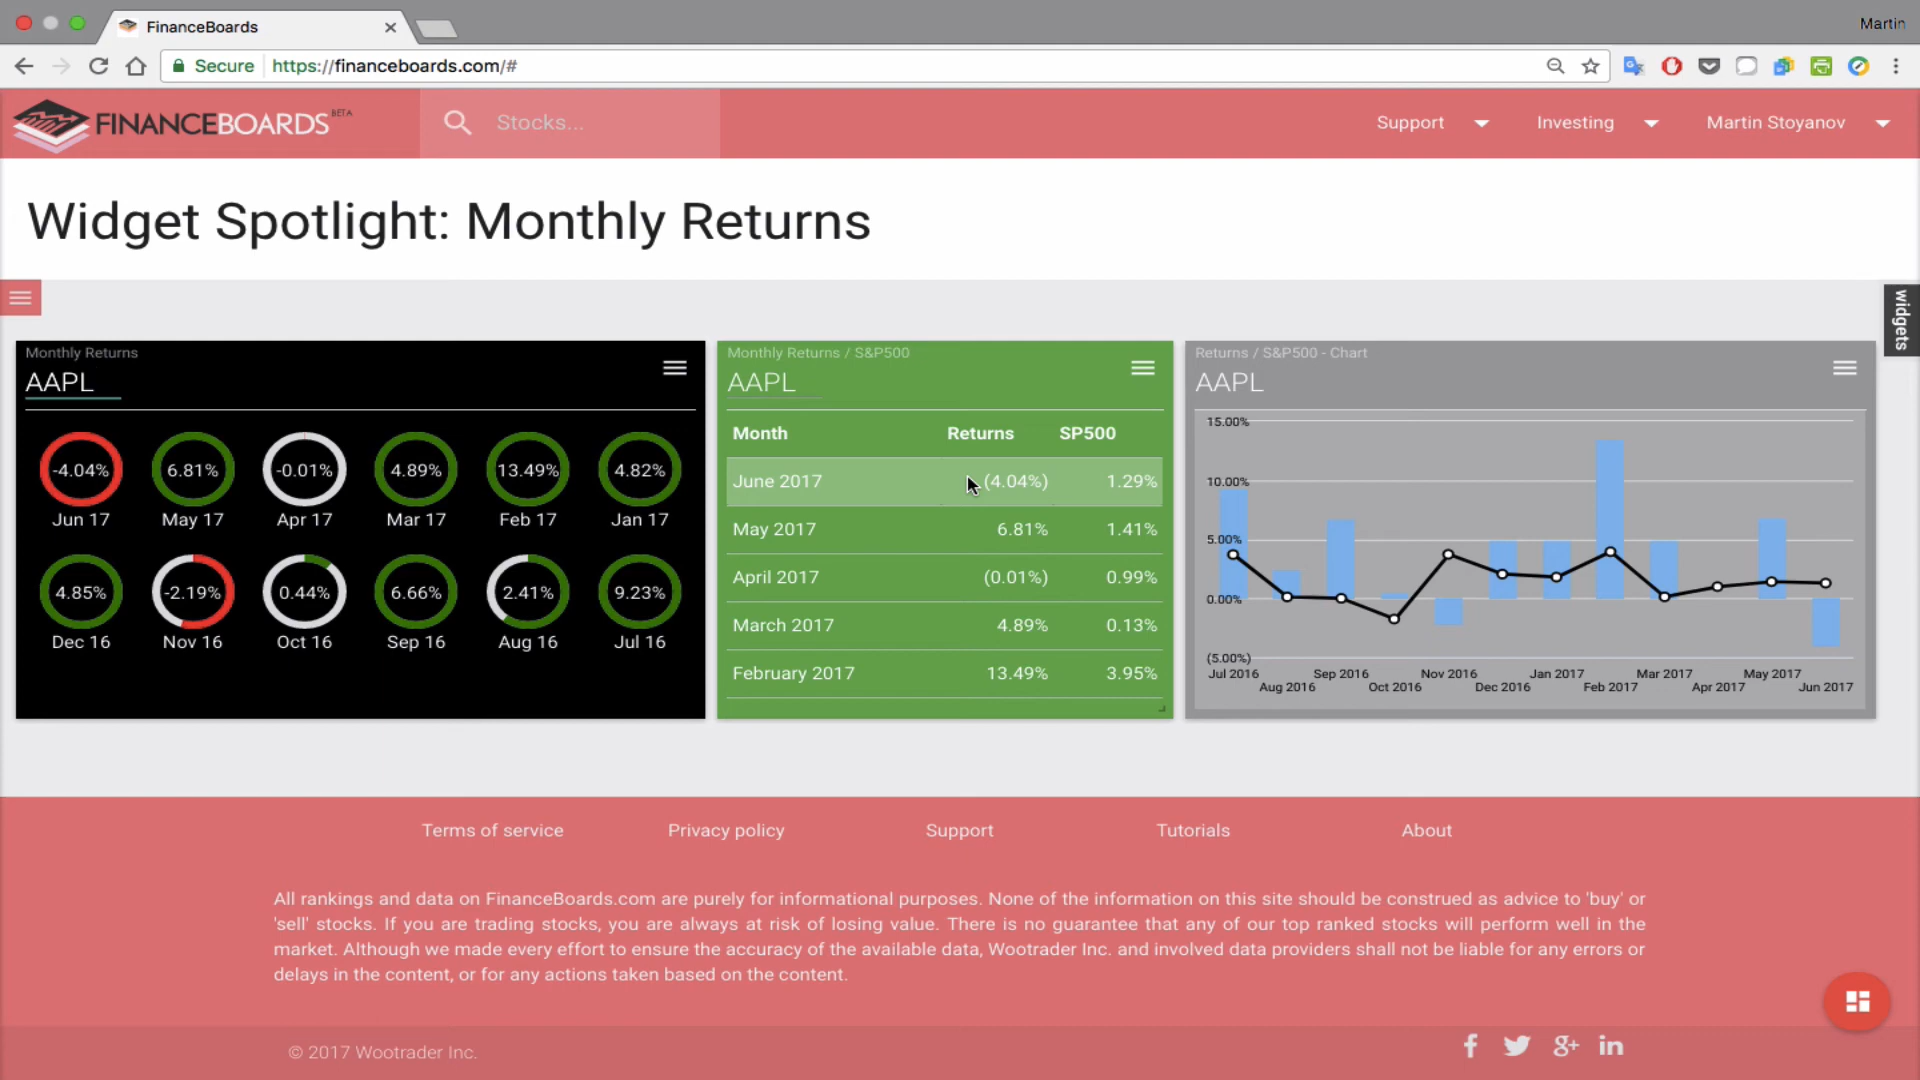 FinanceBoards
Martin
Secure https://financeboards.com/#
FINANCEBOARDS BETA
Stocks...
Support
Investing
Martin Stoyanov
Widget Spotlight: Monthly Returns
widgets
Monthly Returns
AAPL
-4.04% 6.81% -0.01% 4.89% 13.49% 4.82%
Jun 17 May 17 Apr 17 Mar 17 Feb 17 Jan 17
4.85% -2.19% 0.44% 6.66% 2.41% 9.23%
Dec 16 Nov 16 Oct 16 Sep 16 Aug 16 Jul 16
Monthly Returns / S&P500
AAPL
Month Returns SP500
June 2017 (4.04%) 1.29%
May 2017 6.81% 1.41%
April 2017 (0.01%) 0.99%
March 2017 4.89% 0.13%
February 2017 13.49% 3.95%
Returns / S&P500 - Chart
AAPL
15.00%
10.00%
5.00%
0.00%
(5.00%)
Jul 2016 Sep 2016 Nov 2016 Jan 2017 Mar 2017 May 2017
Aug 2016 Oct 2016 Dec 2016 Feb 2017 Apr 2017 Jun 2017
Terms of service Privacy policy Support Tutorials About
All rankings and data on FinanceBoards.com are purely for informational purposes. None of the information on this site should be construed as advice to 'buy' or
'sell' stocks. If you are trading stocks, you are always at risk of losing value. There is no guarantee that any of our top ranked stocks will perform well in the
market. Although we made every effort to ensure the accuracy of the available data, Wootrader Inc. and involved data providers shall not be liable for any errors or
delays in the content, or for any actions taken based on the content.
© 2017 Wootrader Inc.